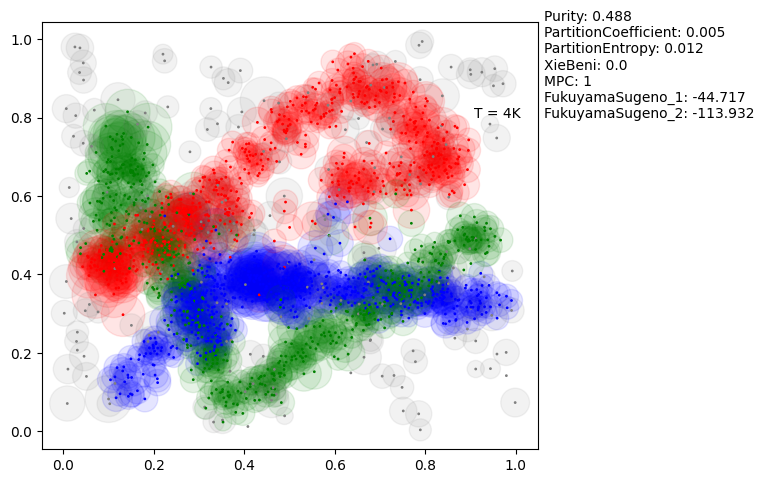 Purity: 0.488
PartitionCoefficient: 0.005
PartitionEntropy: 0.012
XieBeni: 0.0
MPC: 1
FukuyamaSugeno_1: -44.717
FukuyamaSugeno_2: -113.932
T = 4K
1.0
0.8
0.6
0.4
0.2
0.0
0.0 0.2 0.4 0.6 0.8 1.0